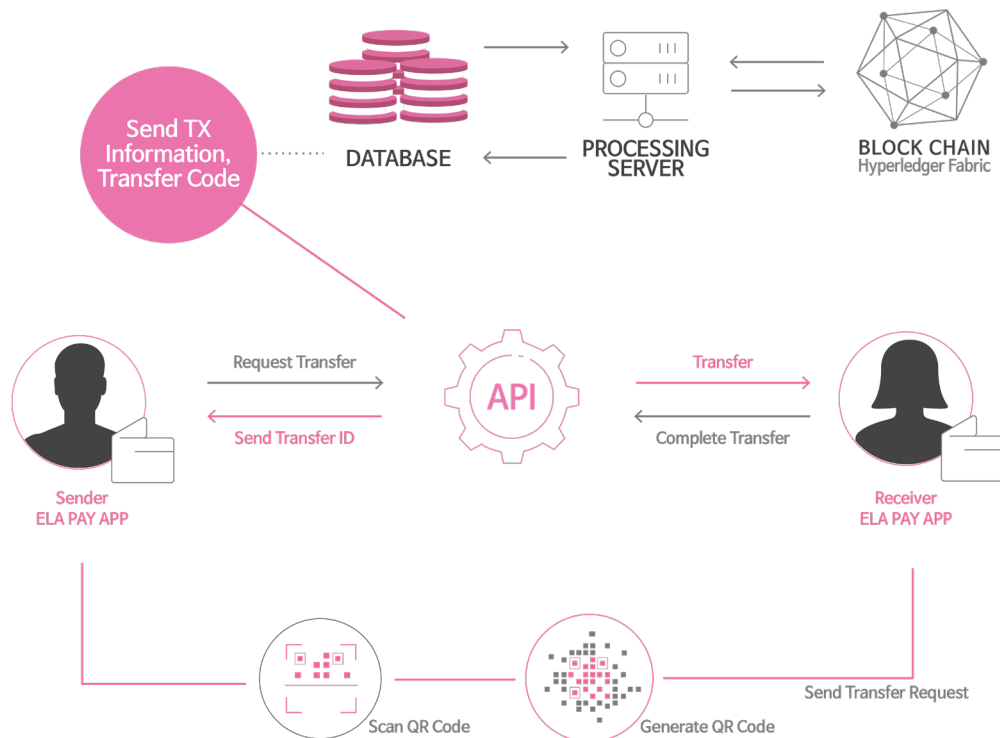 Send TX
Information,
Transfer Code
DATABASE
PROCESSING
SERVER
BLOCK CHAIN
Hyperledger Fabric
Request Transfer
Send Transfer ID
API
Transfer
Complete Transfer
Sender
ELA PAY APP
Receiver
ELA PAY APP
Scan QR Code
Generate QR Code
Send Transfer Request